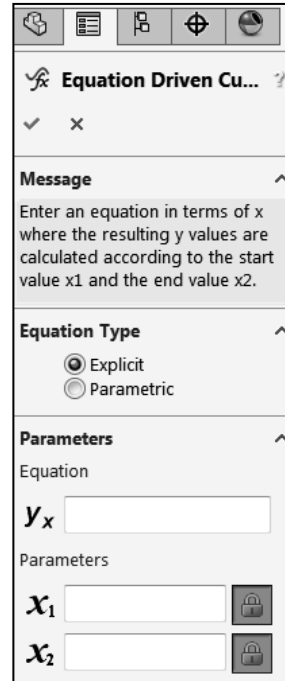 Equation Driven Cu... ?
Message
Enter an equation in terms of x
where the resulting y values are
calculated according to the start
value x1 and the end value x2.
Equation Type
Explicit
Parametric
Parameters
Equation
yx
Parameters
x1
x2